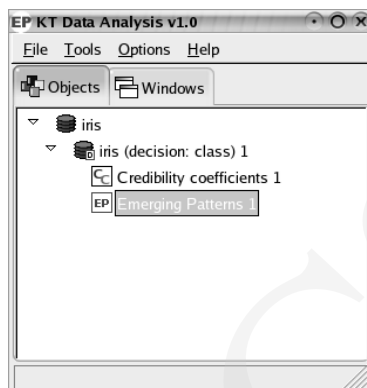 EP KT Data Analysis v1.0
File Tools Options Help
Objects Windows
iris
iris (decision: class) 1
CC Credibility coefficients 1
EP Emerging Patterns 1